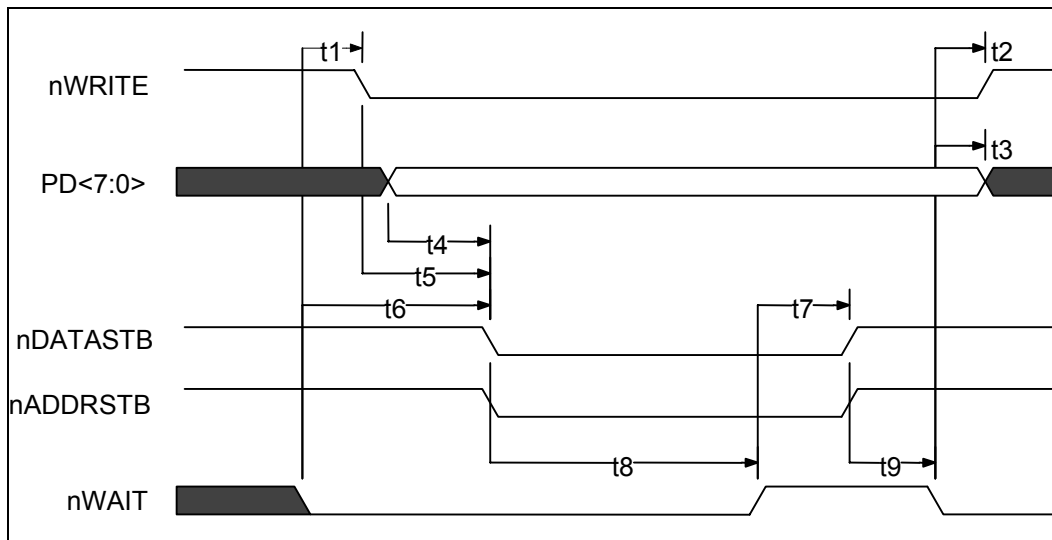 t1
t2
nWRITE
t3
PD<7:0>
t4
t5
t6
t7
nDATASTB
nADDRSTB
t8
t9
nWAIT